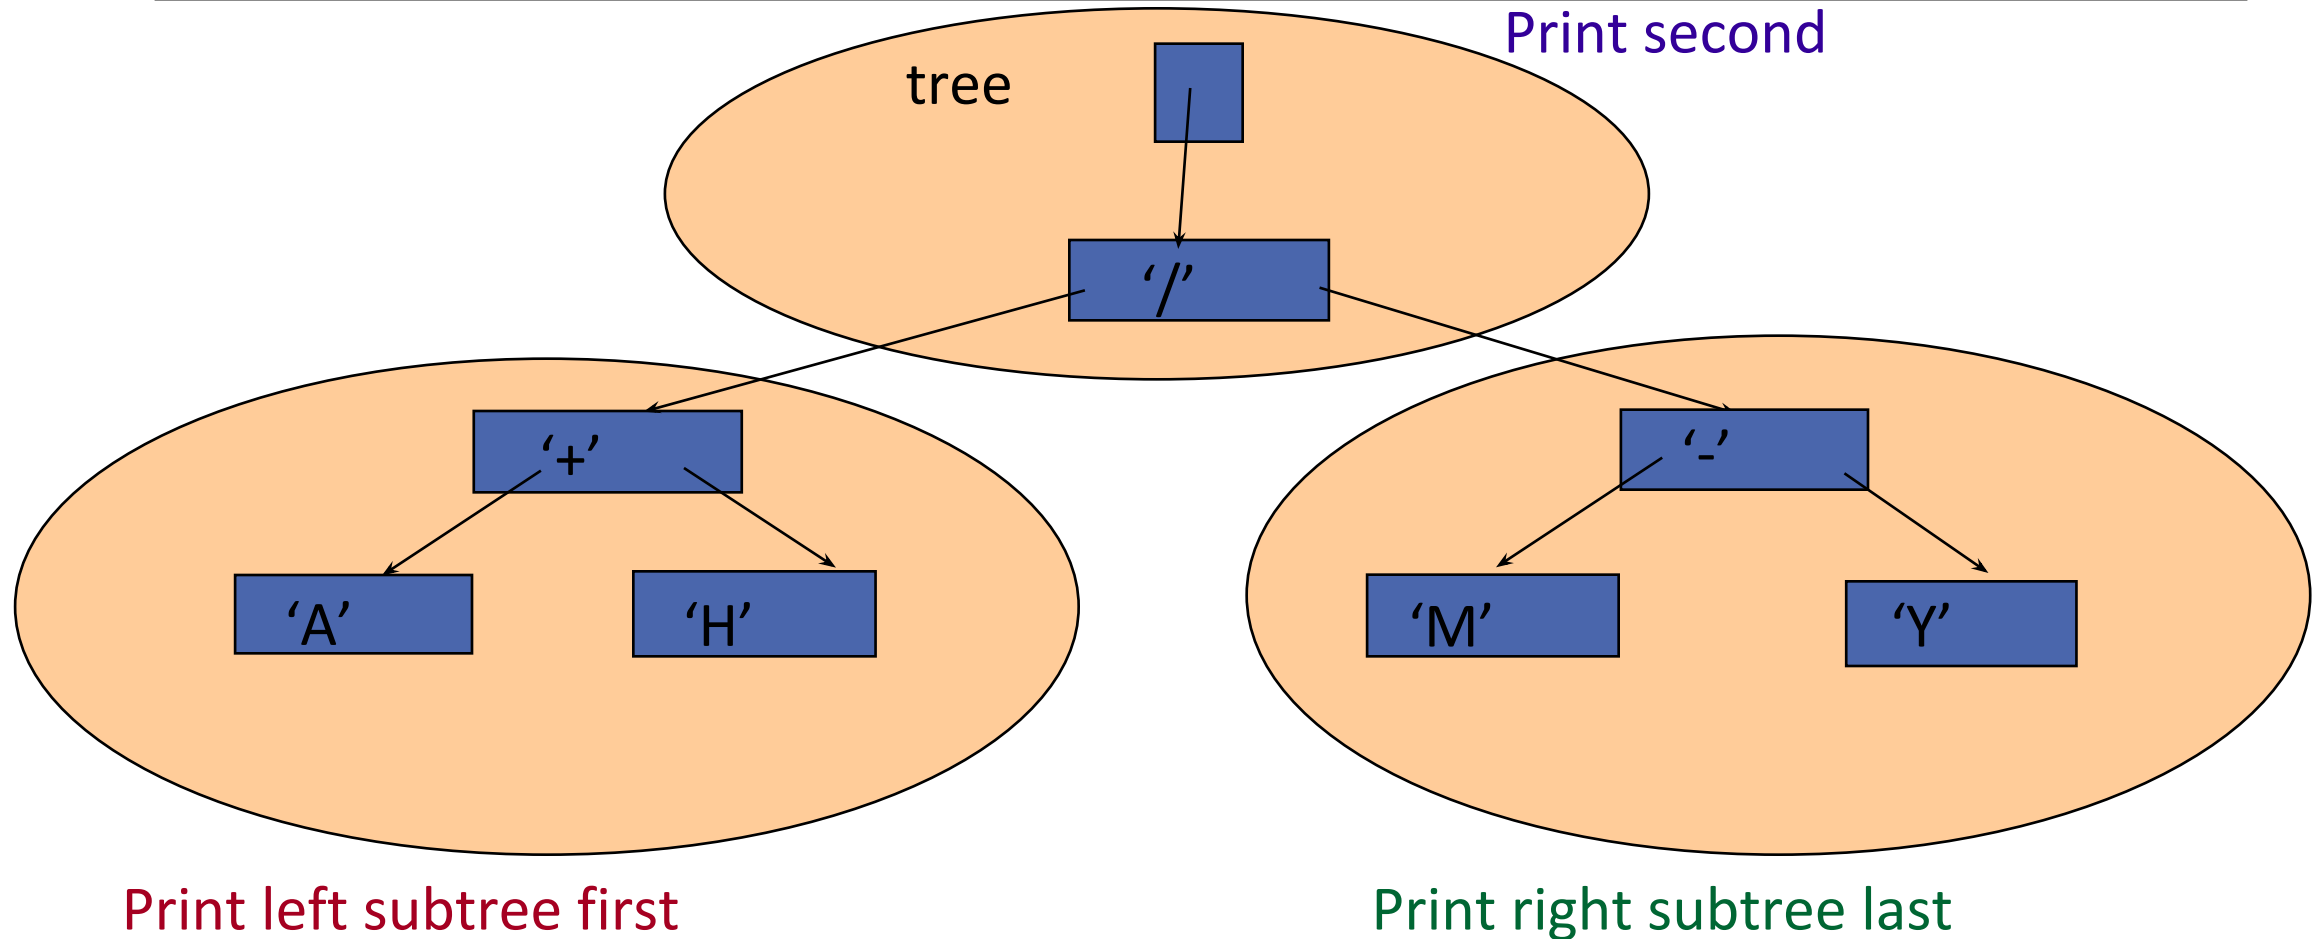 Print second
tree
‘/’
‘+’
‘-’
‘A’
‘H’
‘M’
‘Y’
Print left subtree first
Print right subtree last